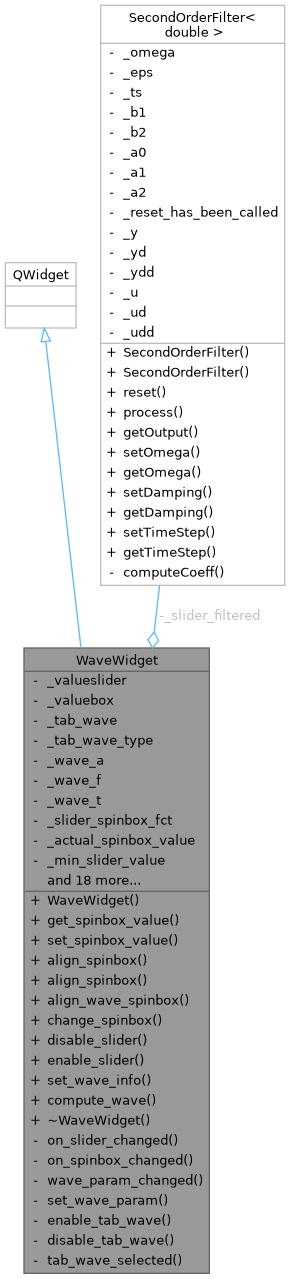 SecondOrderFilter<
double >
- _omega
- _eps
- _ts
- _b1
- _b2
- _a0
- _a1
- _a2
- _reset_has_been_called
- _y
- _yd
- _ydd
- _u
- _ud
- _udd
+ SecondOrderFilter()
+ SecondOrderFilter()
+ reset()
+ process()
+ getOutput()
+ setOmega()
+ getOmega()
+ setDamping()
+ getDamping()
+ setTimeStep()
+ getTimeStep()
- computeCoeff()
QWidget
-_slider_filtered
WaveWidget
- _valueslider
- _valuebox
- _tab_wave
- _tab_wave_type
- _wave_a
- _wave_f
- _wave_t
- _slider_spinbox_fct
- _actual_spinbox_value
- _min_slider_value
and 18 more...
+ WaveWidget()
+ get_spinbox_value()
+ set_spinbox_value()
+ align_spinbox()
+ align_spinbox()
+ align_wave_spinbox()
+ change_spinbox()
+ disable_slider()
+ enable_slider()
+ set_wave_info()
+ compute_wave()
+ ~WaveWidget()
- on_slider_changed()
- on_spinbox_changed()
- wave_param_changed()
- set_wave_param()
- enable_tab_wave()
- disable_tab_wave()
- tab_wave_selected()